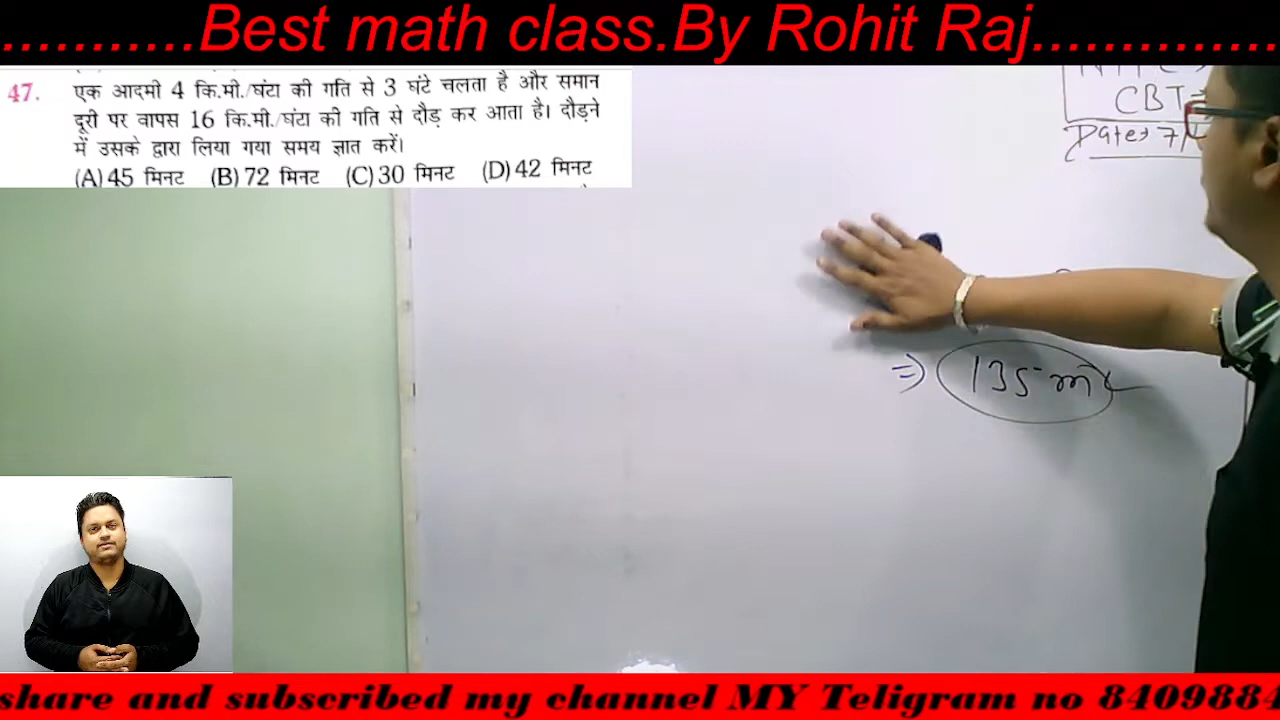 ...........Best math class.By Rohit Raj..............
47. एक आदमी 4 कि.मी./घंटा की गति से 3 घंटे चलता है और समान
दूरी पर वापस 16 कि.मी./घंटा की गति से दौड़ कर आता है। दौड़ने
में उसके द्वारा लिया गया समय ज्ञात करें।
(A) 45 मिनट (B) 72 मिनट (C) 30 मिनट (D) 42 मिनट
CBT
Date→ 7/
⇒ 135 m
share and subscribed my channel MY Teligram no 8409884